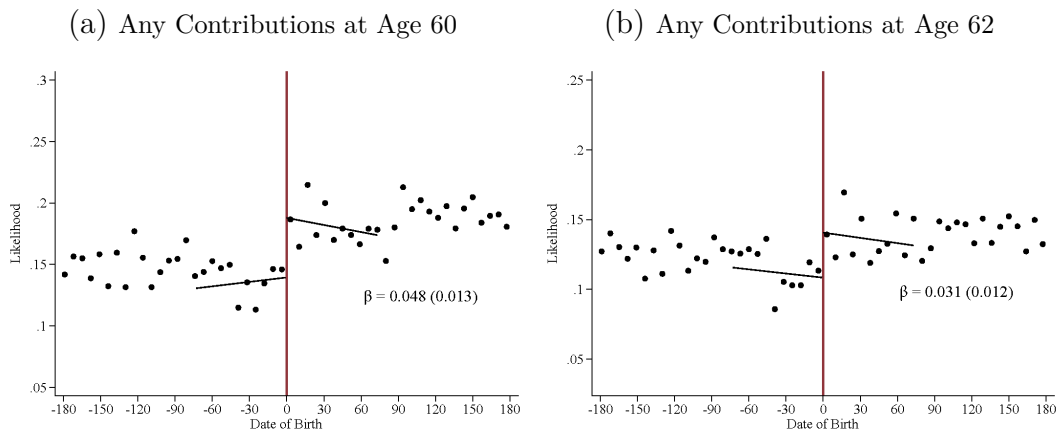 (a) Any Contributions at Age 60
.3
.25
.2
.15
.1
.05
Likelihood
β = 0.048 (0.013)
-180 -150 -120 -90 -60 -30 0 30 60 90 120 150 180
Date of Birth
(b) Any Contributions at Age 62
.25
.2
.15
.1
.05
Likelihood
β = 0.031 (0.012)
-180 -150 -120 -90 -60 -30 0 30 60 90 120 150 180
Date of Birth